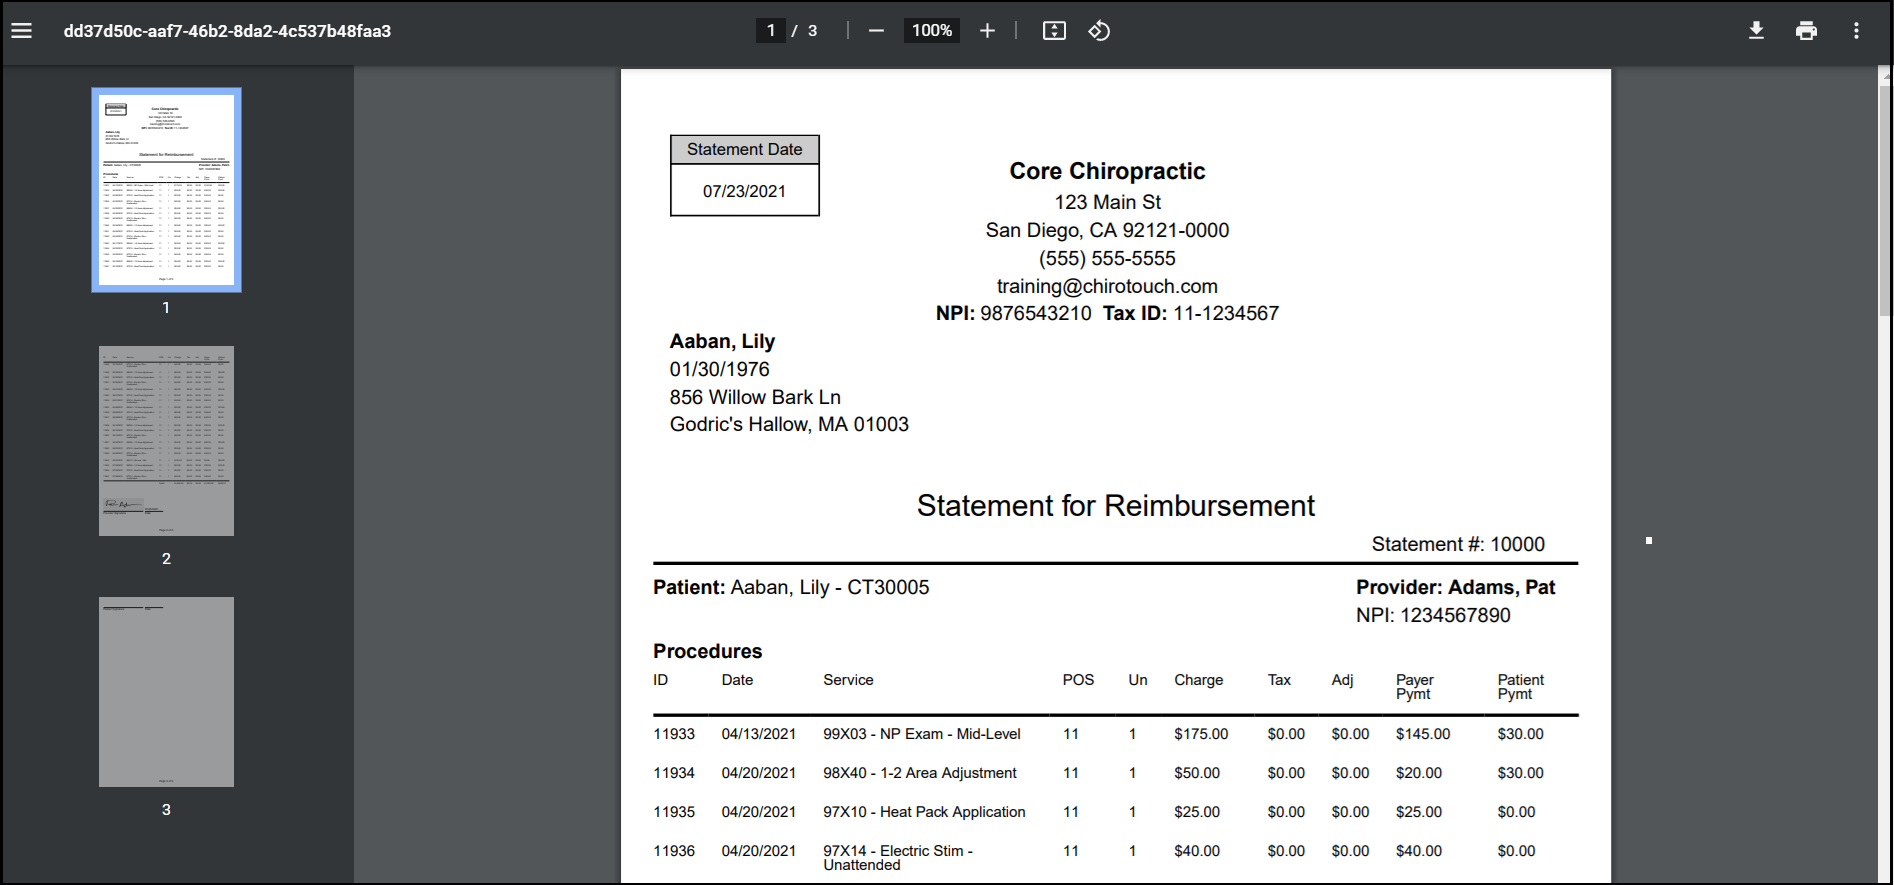 dd37d50c-aaf7-46b2-8da2-4c537b48faa3
1 / 3
100%
1
2
3
Statement Date
07/23/2021
Core Chiropractic
123 Main St
San Diego, CA 92121-0000
(555) 555-5555
training@chirotouch.com
NPI: 9876543210 Tax ID: 11-1234567
Aaban, Lily
01/30/1976
856 Willow Bark Ln
Godric's Hallow, MA 01003
Statement for Reimbursement
Statement #: 10000
Patient: Aaban, Lily - CT30005
Provider: Adams, Pat
NPI: 1234567890
Procedures
ID Date Service POS Un Charge Tax Adj Payer Pymt Patient Pymt
11933 04/13/2021 99X03 - NP Exam - Mid-Level 11 1 $175.00 $0.00 $0.00 $145.00 $30.00
11934 04/20/2021 98X40 - 1-2 Area Adjustment 11 1 $50.00 $0.00 $0.00 $20.00 $30.00
11935 04/20/2021 97X10 - Heat Pack Application 11 1 $25.00 $0.00 $0.00 $25.00 $0.00
11936 04/20/2021 97X14 - Electric Stim - 11 1 $40.00 $0.00 $0.00 $40.00 $0.00
Unattended